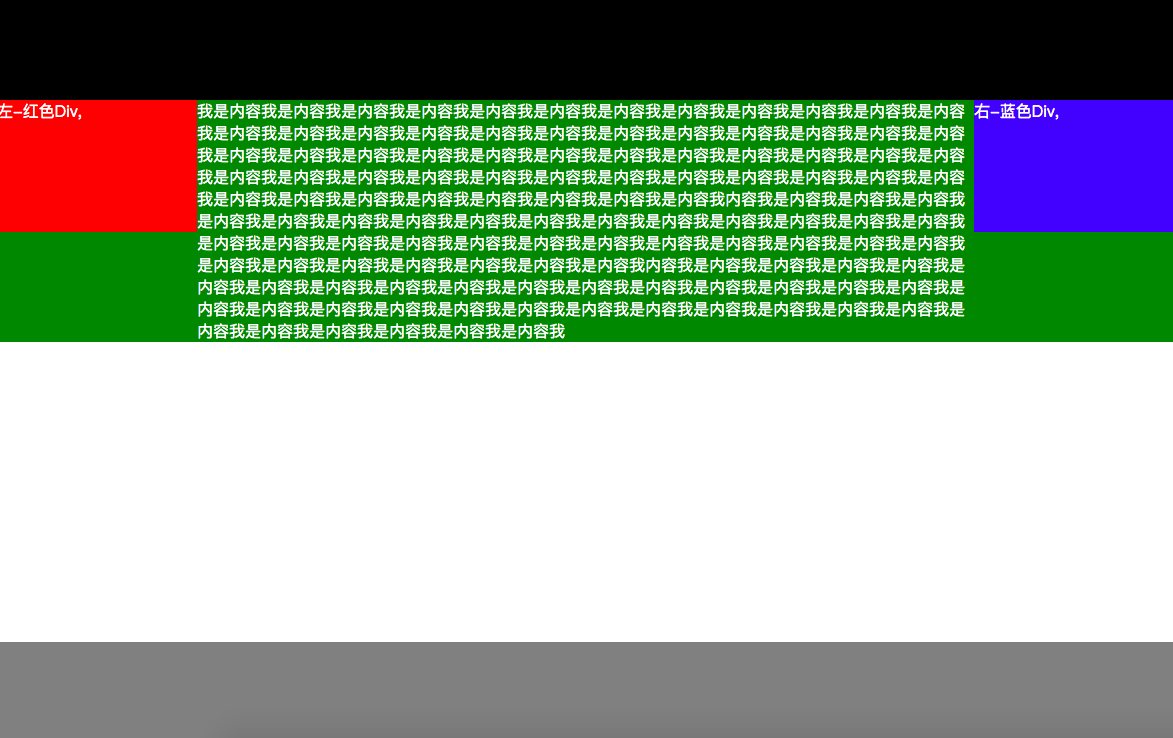 左-红色Div,
我是内容我是内容我是内容我是内容我是内容我是内容我是内容我是内容我是内容我是内容我是内容我是内容
我是内容我是内容我是内容我是内容我是内容我是内容我是内容我是内容我是内容我是内容我是内容我是内容
我是内容我是内容我是内容我是内容我是内容我是内容我是内容我是内容我是内容我是内容我是内容我是内容
我是内容我是内容我是内容我是内容我是内容我是内容我是内容我是内容我是内容我是内容我是内容我是内容
我是内容我是内容我是内容我是内容我是内容我是内容我是内容我是内容我是内容我内容我是内容我是内容我
是内容我是内容我是内容我是内容我是内容我是内容我是内容我是内容我是内容我是内容我是内容我是内容我
是内容我是内容我是内容我是内容我是内容我是内容我是内容我是内容我是内容我是内容我是内容我是内容我
是内容我是内容我是内容我是内容我是内容我是内容我内容我是内容我是内容我是内容我是内容我是内容我是
内容我是内容我是内容我是内容我是内容我是内容我是内容我是内容我是内容我是内容我是内容我是内容我是
内容我是内容我是内容我是内容我是内容我是内容我是内容我是内容我是内容我是内容我是内容我是内容我是
内容我是内容我是内容我是内容我是内容我是内容我
右-蓝色Div,